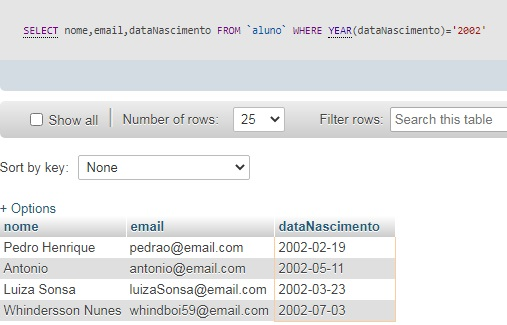 SELECT nome,email,dataNascimento FROM `aluno` WHERE YEAR(dataNascimento)='2002'
Show all Number of rows: 25 Filter rows: Search this table
Sort by key: None
+ Options
nome email dataNascimento
Pedro Henrique pedrao@email.com 2002-02-19
Antonio antonio@email.com 2002-05-11
Luiza Sonsa luizaSonsa@email.com 2002-03-23
Whindersson Nunes whindboi59@email.com 2002-07-03